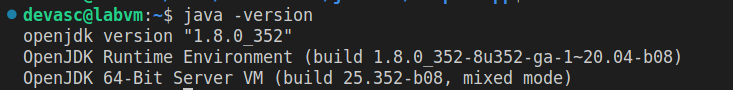 devasc@labvm:~$ java -version
openjdk version "1.8.0_352"
OpenJDK Runtime Environment (build 1.8.0_352-8u352-ga-1~20.04-b08)
OpenJDK 64-Bit Server VM (build 25.352-b08, mixed mode)